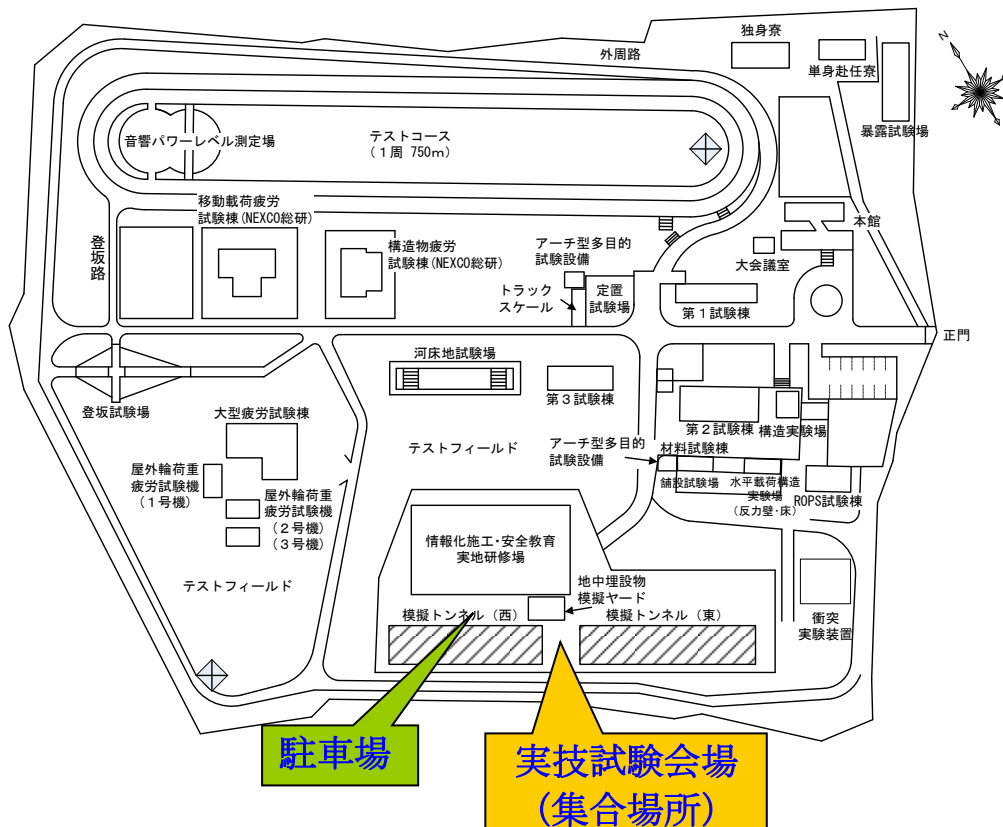 独身寮
単身赴任寮
外周路
N
暴露試験場
音響パワーレベル測定場
テストコース
(１周 750ｍ)
移動載荷疲労
試験棟(NEXCO総研)
構造物疲労
試験棟(NEXCO総研)
登坂路
アーチ型多目的
試験設備
トラック
スケール
定置
試験場
本館
大会議室
第１試験棟
正門
河床地試験場
第３試験棟
登坂試験場
大型疲労試験棟
テストフィールド
第２試験棟
構造実験場
アーチ型多目的
試験設備
材料試験棟
舗設試験場
水平載荷構造
実験場
(反力壁・床)
ROPS試験棟
屋外輪荷重
疲労試験機
(１号機)
屋外輪荷重
疲労試験機
(２号機)
(３号機)
テストフィールド
情報化施工・安全教育
実地研修場
地中埋設物
模擬ヤード
模擬トンネル（西）
模擬トンネル（東）
衝突
実験装置
駐車場
実技試験会場
(集合場所)